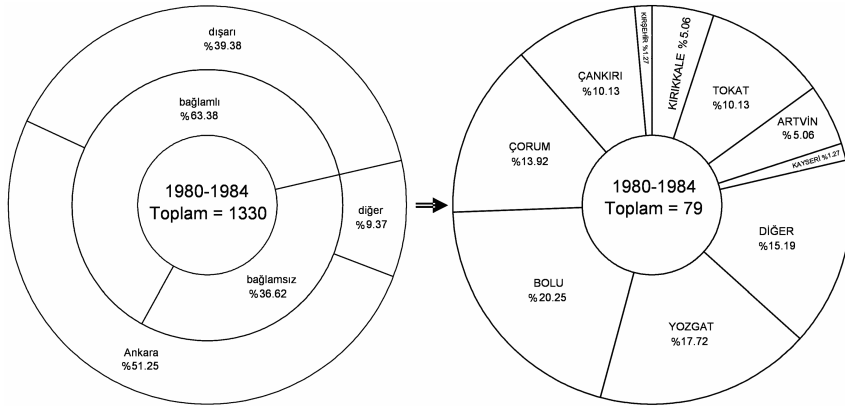 dışarı
%39.38
bağlamlı
%63.38
1980-1984
Toplam = 1330
diğer
%9.37
bağlamsız
%36.62
Ankara
%51.25
KIRŞEHİR %1.27
KIRIKKALE %5.06
ÇANKIRI
%10.13
TOKAT
%10.13
ARTVİN
%5.06
KAYSERİ %1.27
ÇORUM
%13.92
1980-1984
Toplam = 79
DİĞER
%15.19
BOLU
%20.25
YOZGAT
%17.72